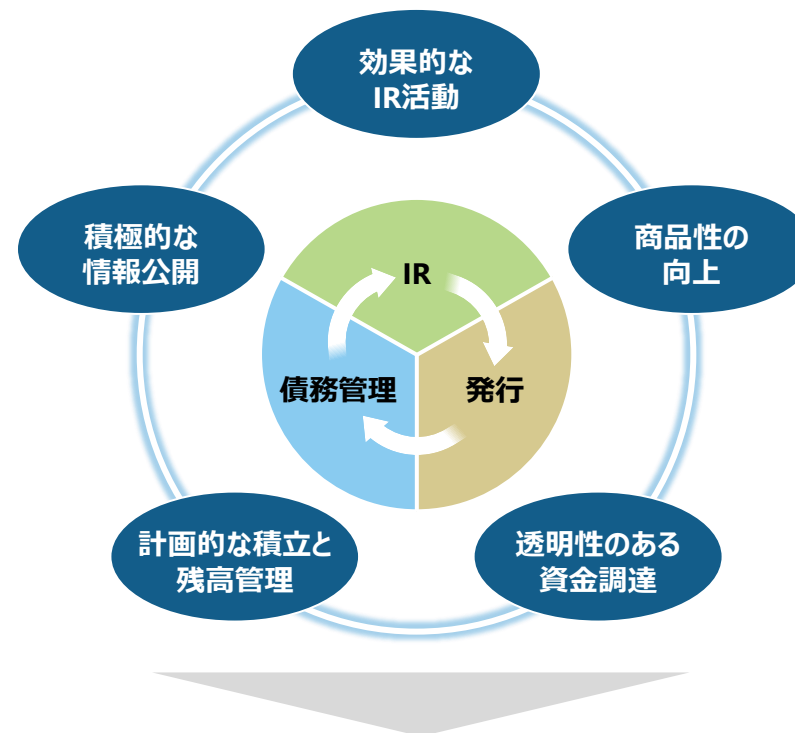 効果的な
IR活動
積極的な
情報公開
商品性の
向上
IR
債務管理
発行
計画的な積立と
残高管理
透明性のある
資金調達